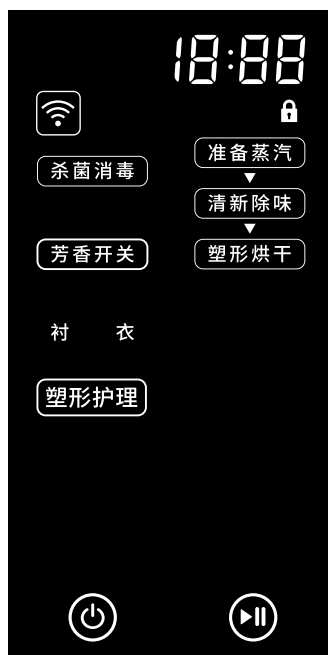 18:88
准备蒸汽
杀菌消毒
清新除味
芳香开关
塑形烘干
衬 衣
塑形护理